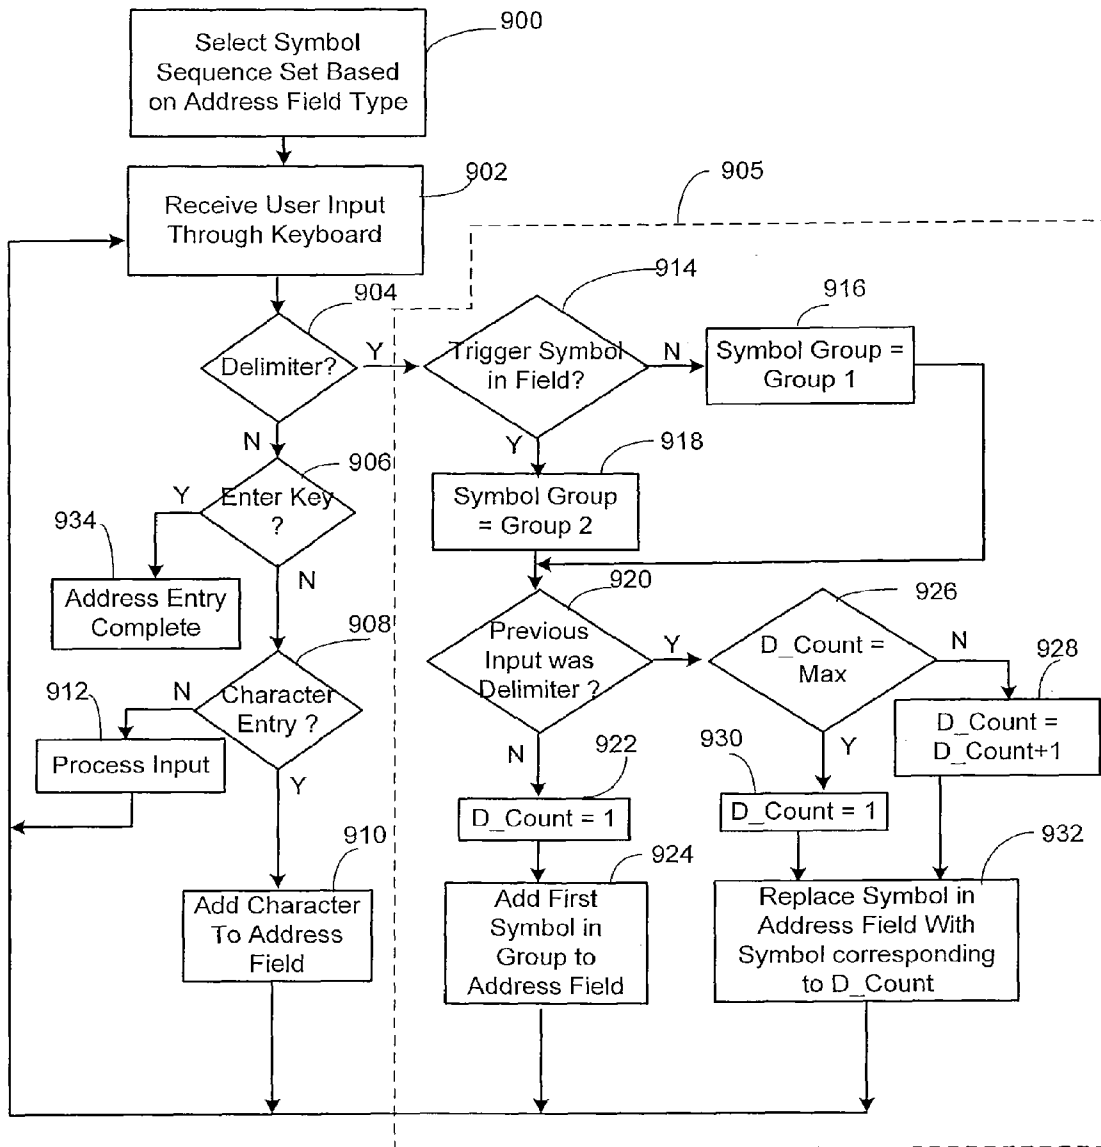 900
Select Symbol
Sequence Set Based
on Address Field Type
902
Receive User Input
Through Keyboard
905
904
Delimiter?
Y
N
914
Trigger Symbol
in Field?
N
Y
916
Symbol Group =
Group 1
918
Symbol Group
= Group 2
906
Enter Key
?
Y
N
934
Address Entry
Complete
908
Character
Entry ?
N
Y
912
Process Input
910
Add Character
To Address
Field
920
Previous
Input was
Delimiter ?
Y
N
926
D_Count =
Max
N
Y
928
D_Count =
D_Count+1
922
D_Count = 1
930
D_Count = 1
924
Add First
Symbol in
Group to
Address Field
932
Replace Symbol in
Address Field With
Symbol corresponding
to D_Count